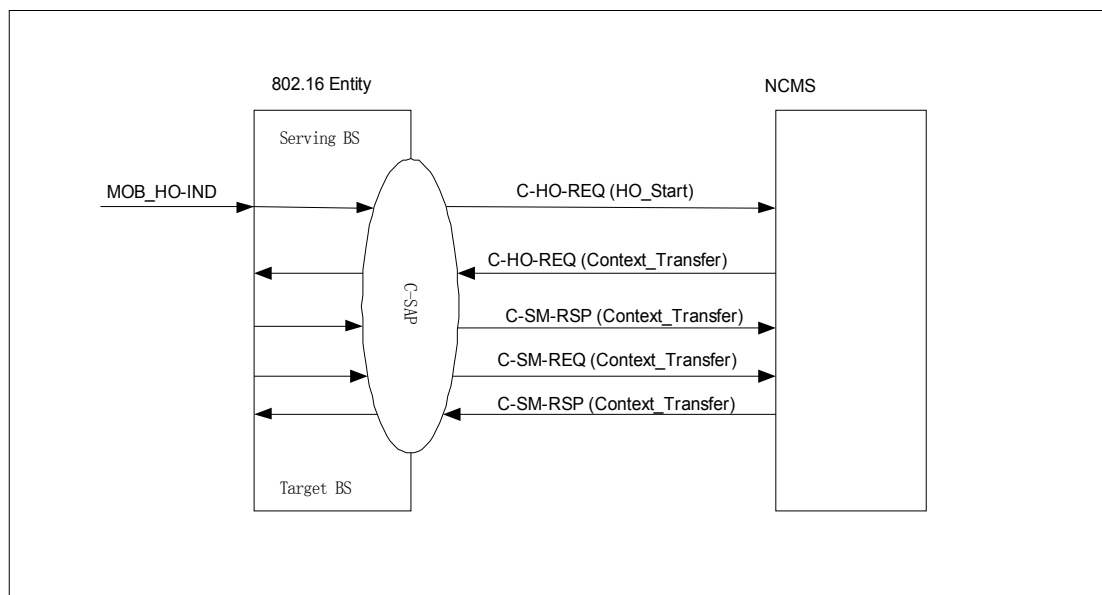 802.16 Entity
NCMS
Serving BS
MOB_HO-IND
C-HO-REQ (HO_Start)
C-HO-REQ (Context_Transfer)
C-SAP
C-SM-RSP (Context_Transfer)
C-SM-REQ (Context_Transfer)
C-SM-RSP (Context_Transfer)
Target BS